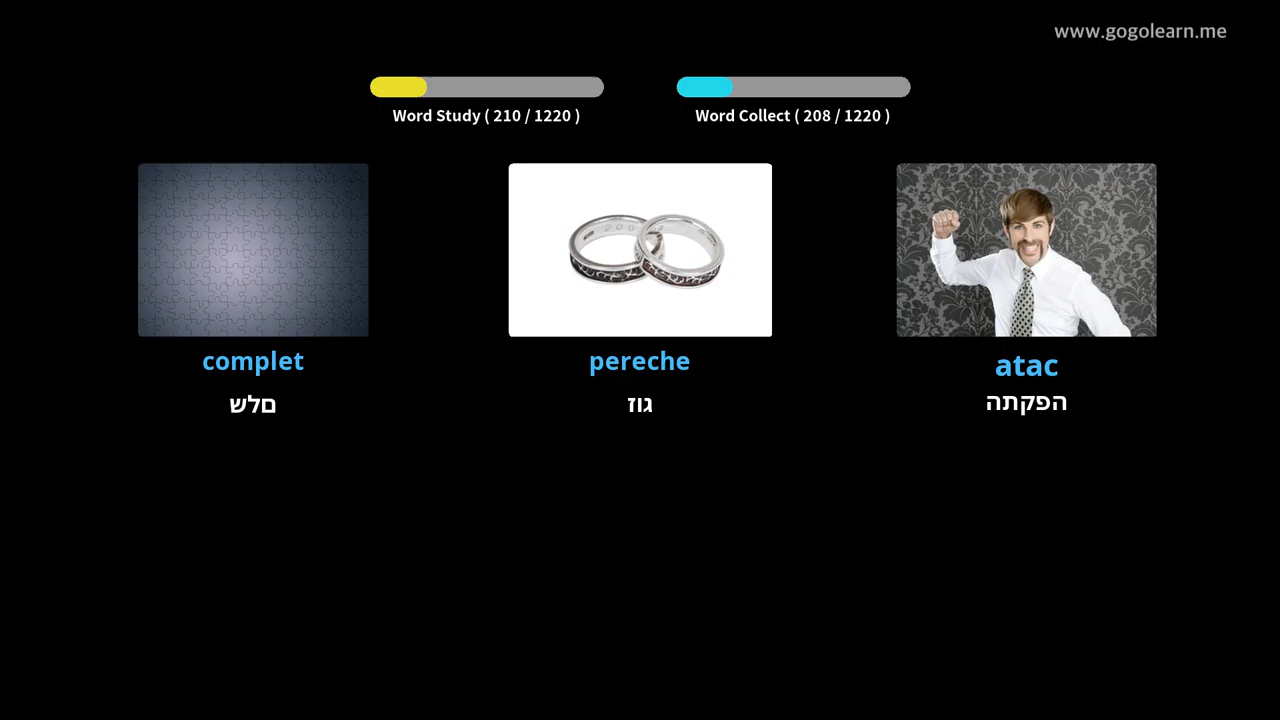 www.gogolearn.me
Word Study ( 210 / 1220 )
Word Collect ( 208 / 1220 )
complet
םלש
pereche
גוז
atac
הפקתה